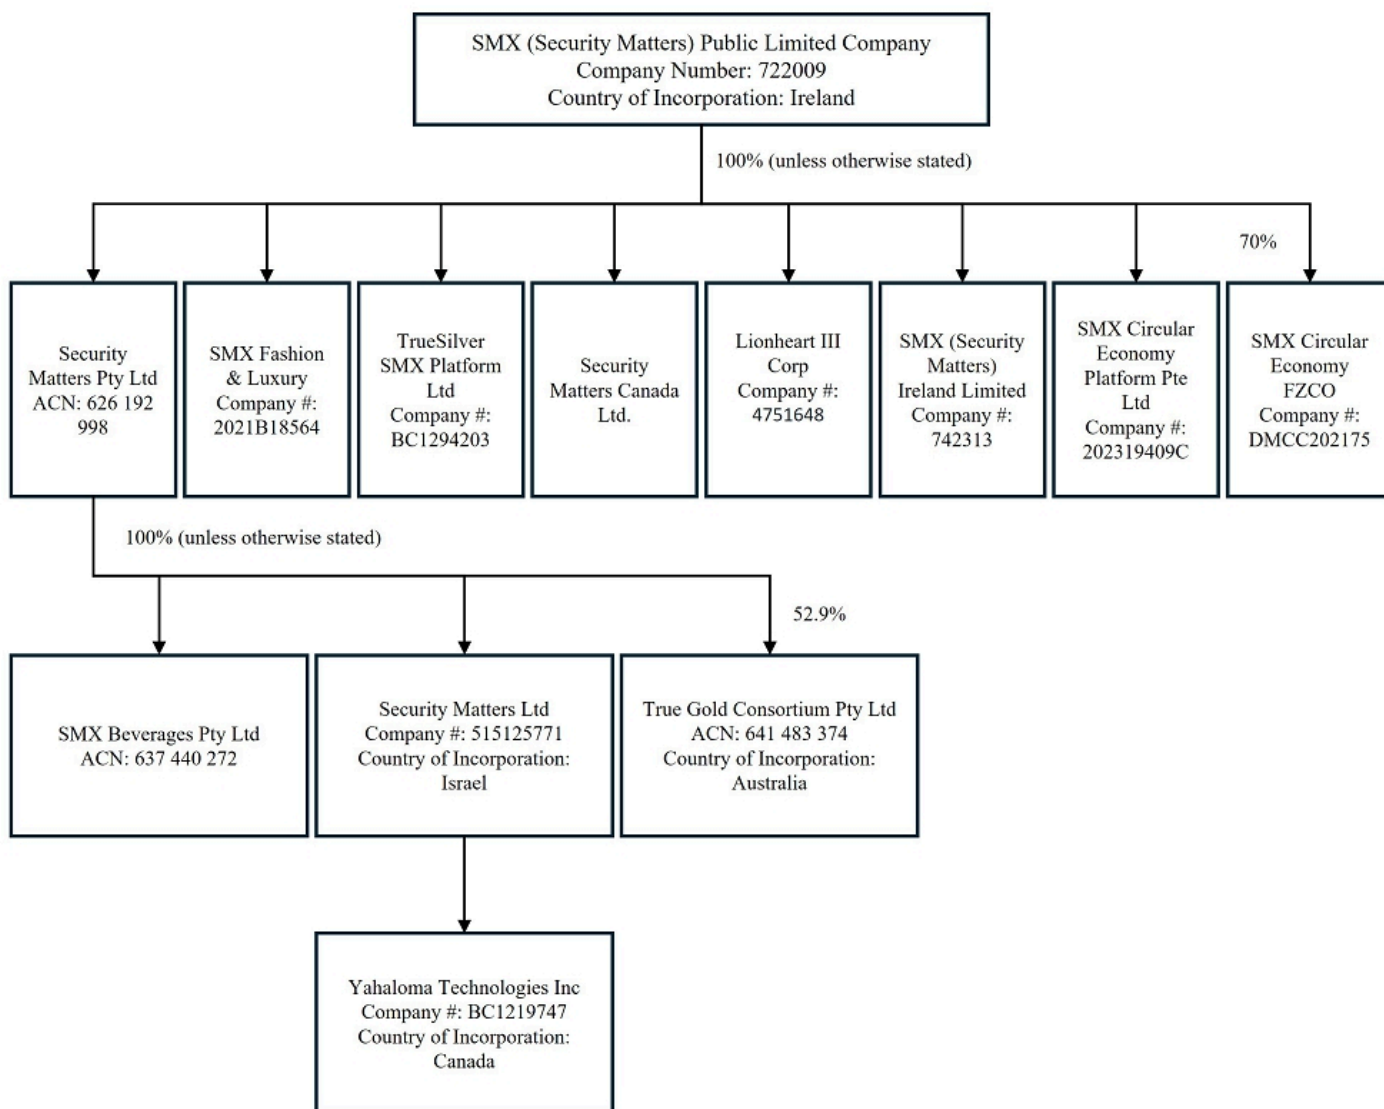 SMX (Security Matters) Public Limited Company
Company Number: 722009
Country of Incorporation: Ireland
100% (unless otherwise stated)
70%
Security
Matters Pty Ltd
ACN: 626 192
998
SMX Fashion
& Luxury
Company #:
2021B18564
TrueSilver
SMX Platform
Ltd
Company #:
BC1294203
Security
Matters Canada
Ltd.
Lionheart III
Corp
Company #:
4751648
SMX (Security
Matters)
Ireland Limited
Company #:
742313
SMX Circular
Economy
Platform Pte
Ltd
Company #:
202319409C
SMX Circular
Economy
FZCO
Company #:
DMCC202175
100% (unless otherwise stated)
52.9%
SMX Beverages Pty Ltd
ACN: 637 440 272
Security Matters Ltd
Company #: 515125771
Country of Incorporation:
Israel
True Gold Consortium Pty Ltd
ACN: 641 483 374
Country of Incorporation:
Australia
Yahaloma Technologies Inc
Company #: BC1219747
Country of Incorporation:
Canada